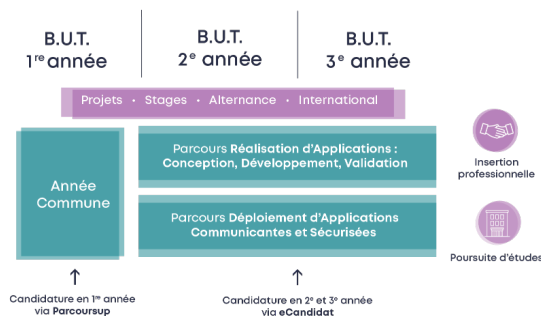 B.U.T.
1re année
B.U.T.
2e année
B.U.T.
3e année
Projets • Stages • Alternance • International
Année
Commune
Parcours Réalisation d'Applications :
Conception, Développement, Validation
Parcours Déploiement d'Applications
Communicantes et Sécurisées
Insertion
professionnelle
Poursuite d'études
Candidature en 1re année
via Parcoursup
Candidature en 2e et 3e année
via eCandidat